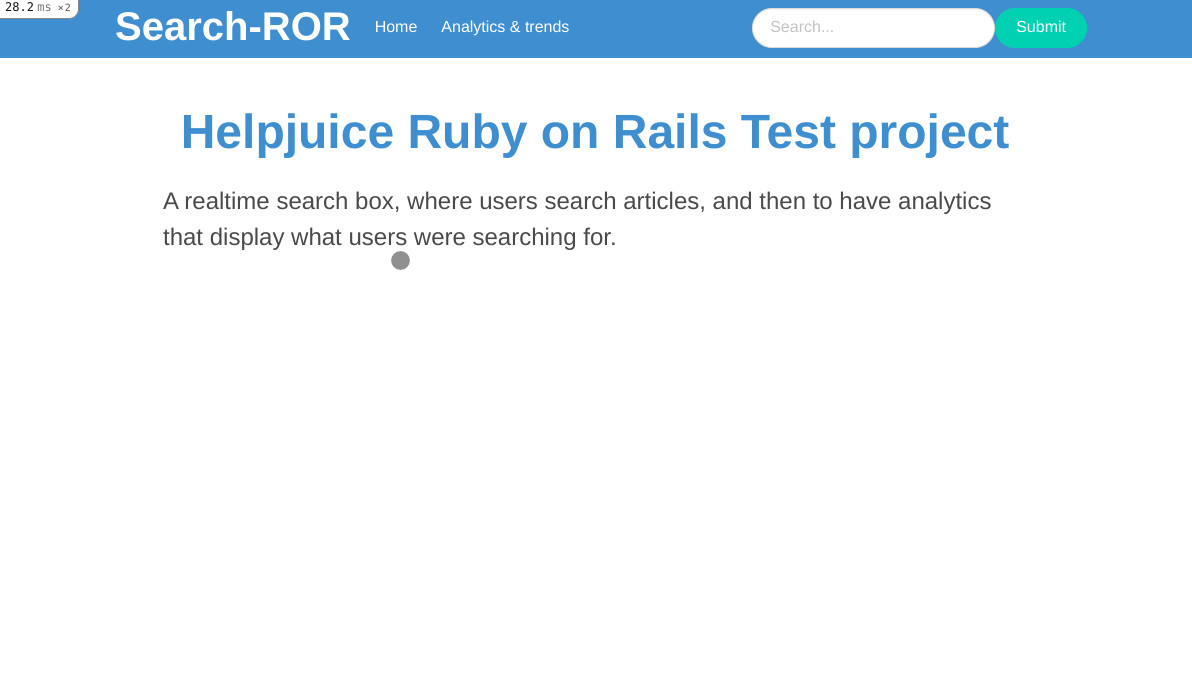 28.2 ms ×2
Search-ROR Home Analytics & trends Search... Submit
Helpjuice Ruby on Rails Test project
A realtime search box, where users search articles, and then to have analytics
that display what users were searching for.